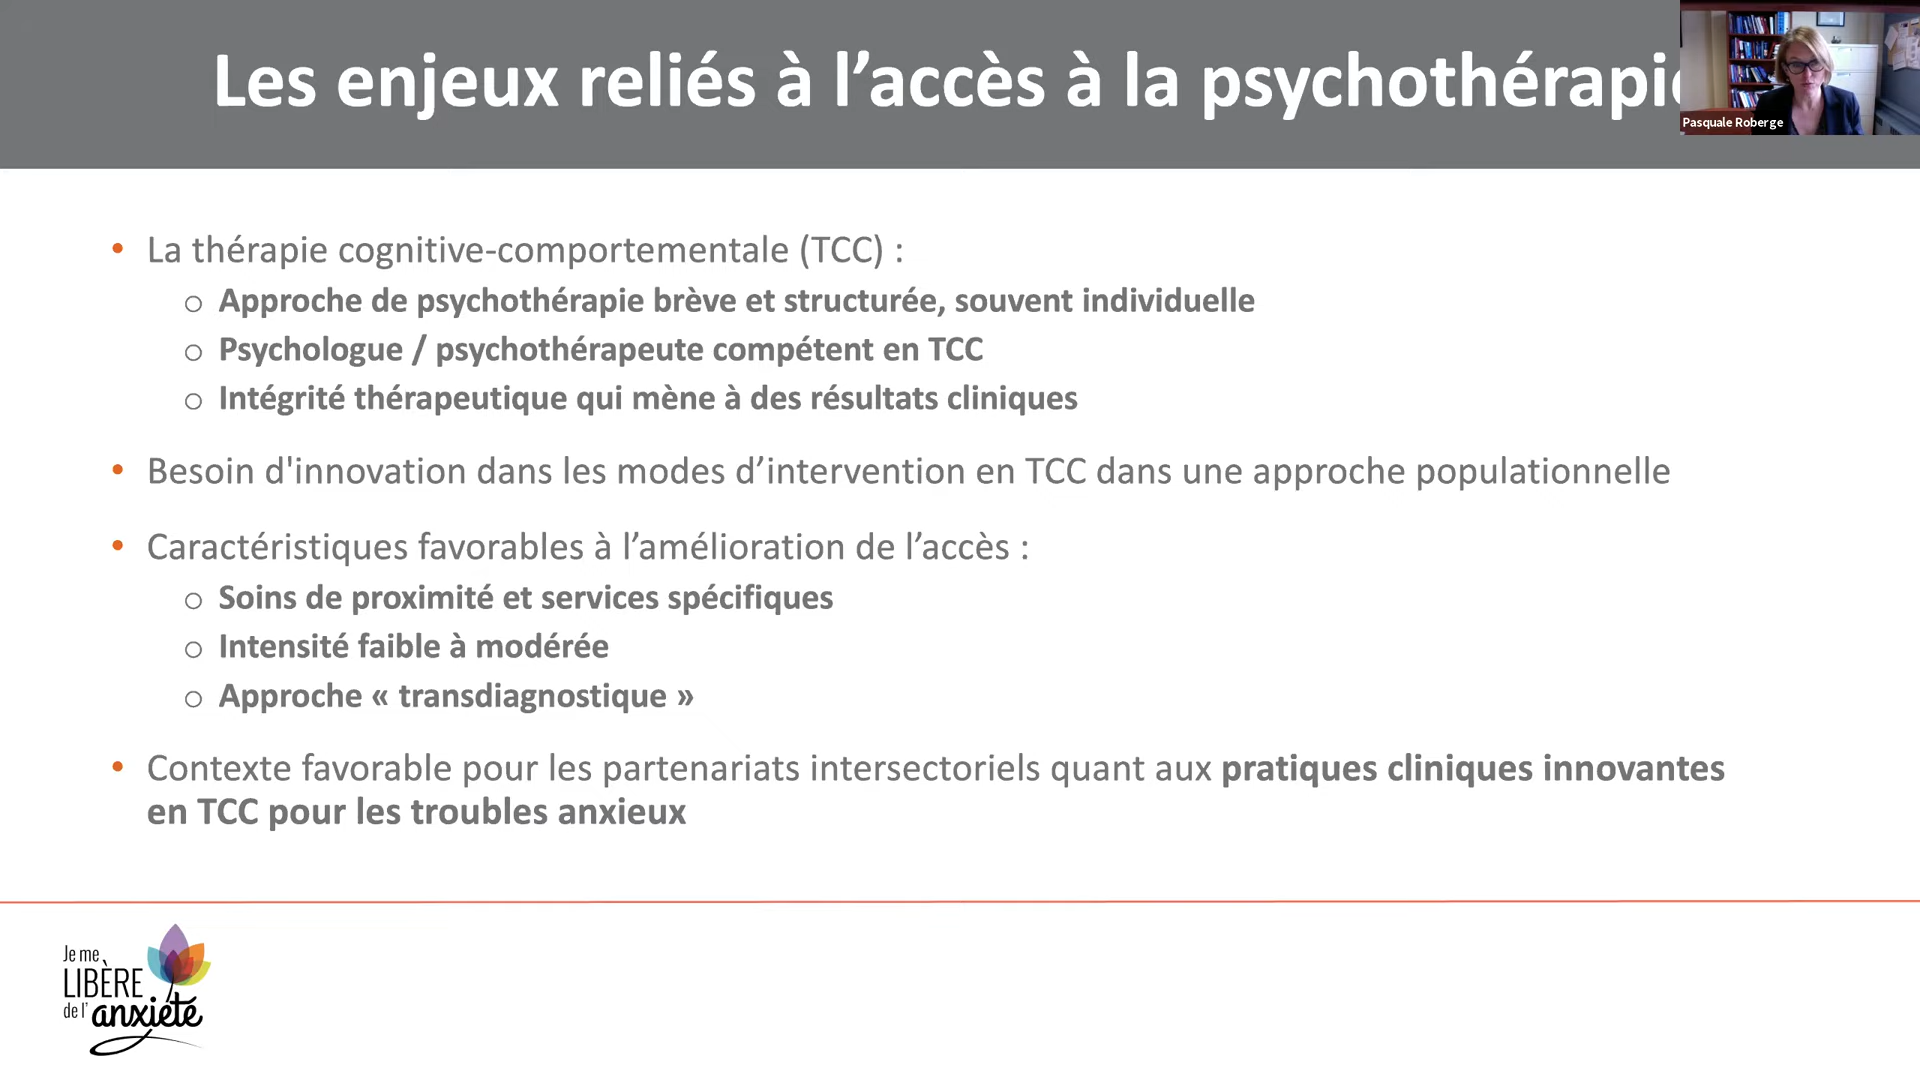 Les enjeux reliés à l’accès à la psychothérapie
Pasquale Roberge
• La thérapie cognitive-comportementale (TCC) :
o Approche de psychothérapie brève et structurée, souvent individuelle
o Psychologue / psychothérapeute compétent en TCC
o Intégrité thérapeutique qui mène à des résultats cliniques
• Besoin d'innovation dans les modes d’intervention en TCC dans une approche populationnelle
• Caractéristiques favorables à l’amélioration de l’accès :
o Soins de proximité et services spécifiques
o Intensité faible à modérée
o Approche « transdiagnostique »
• Contexte favorable pour les partenariats intersectoriels quant aux pratiques cliniques innovantes
en TCC pour les troubles anxieux
Je me
LIBÈRE
de l’anxiété